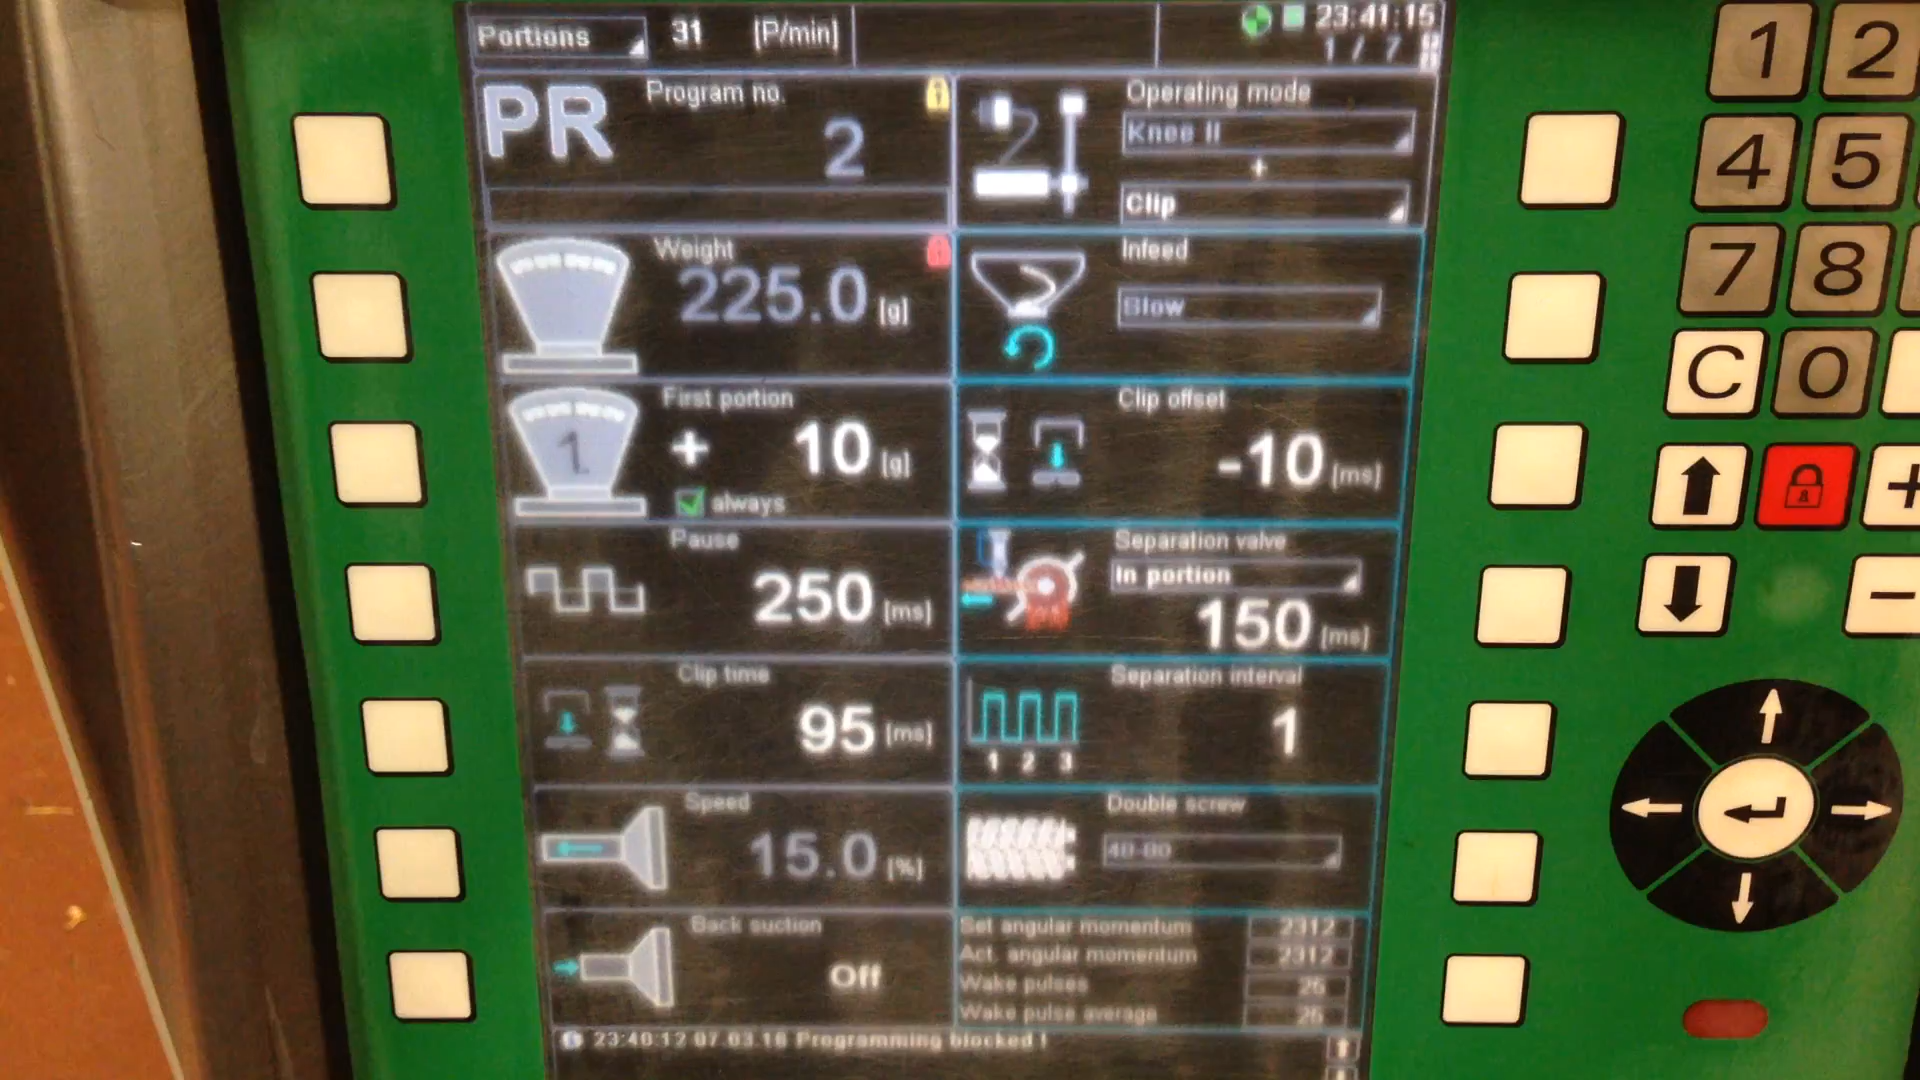 Portions 31 [P/min] 23:41:15
1 / 7
PR Program no. 2
Operating mode
Knee II
+
Clip
Weight
225.0 [g]
Infeed
Slow
First portion
1 + 10 [g]
always
Clip offset
-10 [ms]
Pause
250 [ms]
Separation valve
In portion
150 [ms]
Clip time
95 [ms]
Separation interval
1
1 2 3
Speed
15.0 [%]
Double screw
40-80
Back suction
Off
Set angular momentum 2312
Act. angular momentum 2312
Wake pulses 26
Wake pulse average 26
23:40:12 07.03.16 Programming blocked !
1 2
4 5
7 8
C 0
+
-